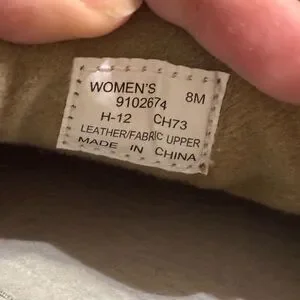 WOMEN'S
9102674 8M
H-12 CH73
LEATHER/FABRIC UPPER
MADE IN CHINA